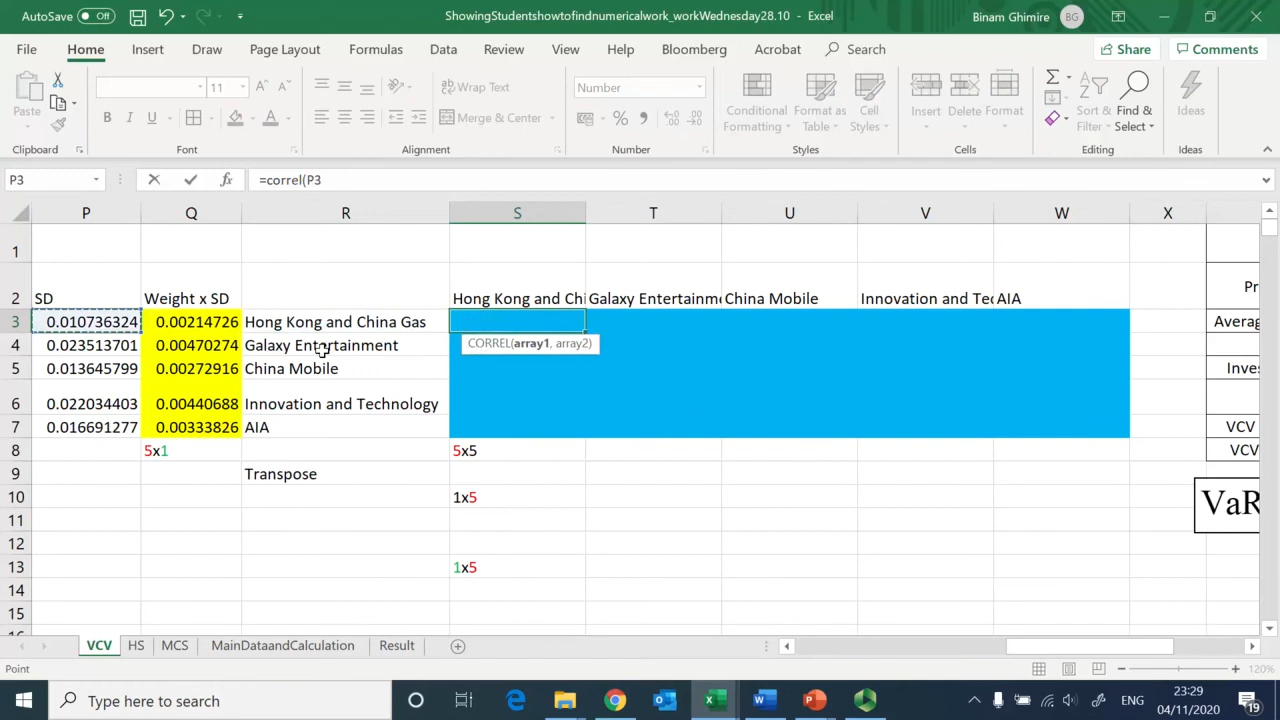 AutoSave Off ShowingStudentshowtofindnumericalwork_workWednesday28.10 - Excel Binam Ghimire BG
File Home Insert Draw Page Layout Formulas Data Review View Help Bloomberg Acrobat Search Share Comments
Paste 11 Wrap Text Number Conditional Format as Cell Insert Delete Format Sort & Find & Ideas
B I U Merge & Center Formatting Table Styles Filter Select
Clipboard Font Alignment Number Styles Cells Editing Ideas
P3 fx =correl(P3
P Q R S T U V W X
1
2 SD Weight x SD Hong Kong and Chi Galaxy Entertainm China Mobile Innovation and Tec AIA Pr
3 0.010736324 0.00214726 Hong Kong and China Gas Average
4 0.023513701 0.00470274 Galaxy Entertainment CORREL(array1, array2)
5 0.013645799 0.00272916 China Mobile Inves
6 0.022034403 0.00440688 Innovation and Technology
7 0.016691277 0.00333826 AIA VCV
8 5x1 5x5 VCV
9 Transpose
10 1x5 VaR
11
12
13 1x5
14
15
VCV HS MCS MainDataandCalculation Result
Point 120%
Type here to search ENG 23:29
04/11/2020 19